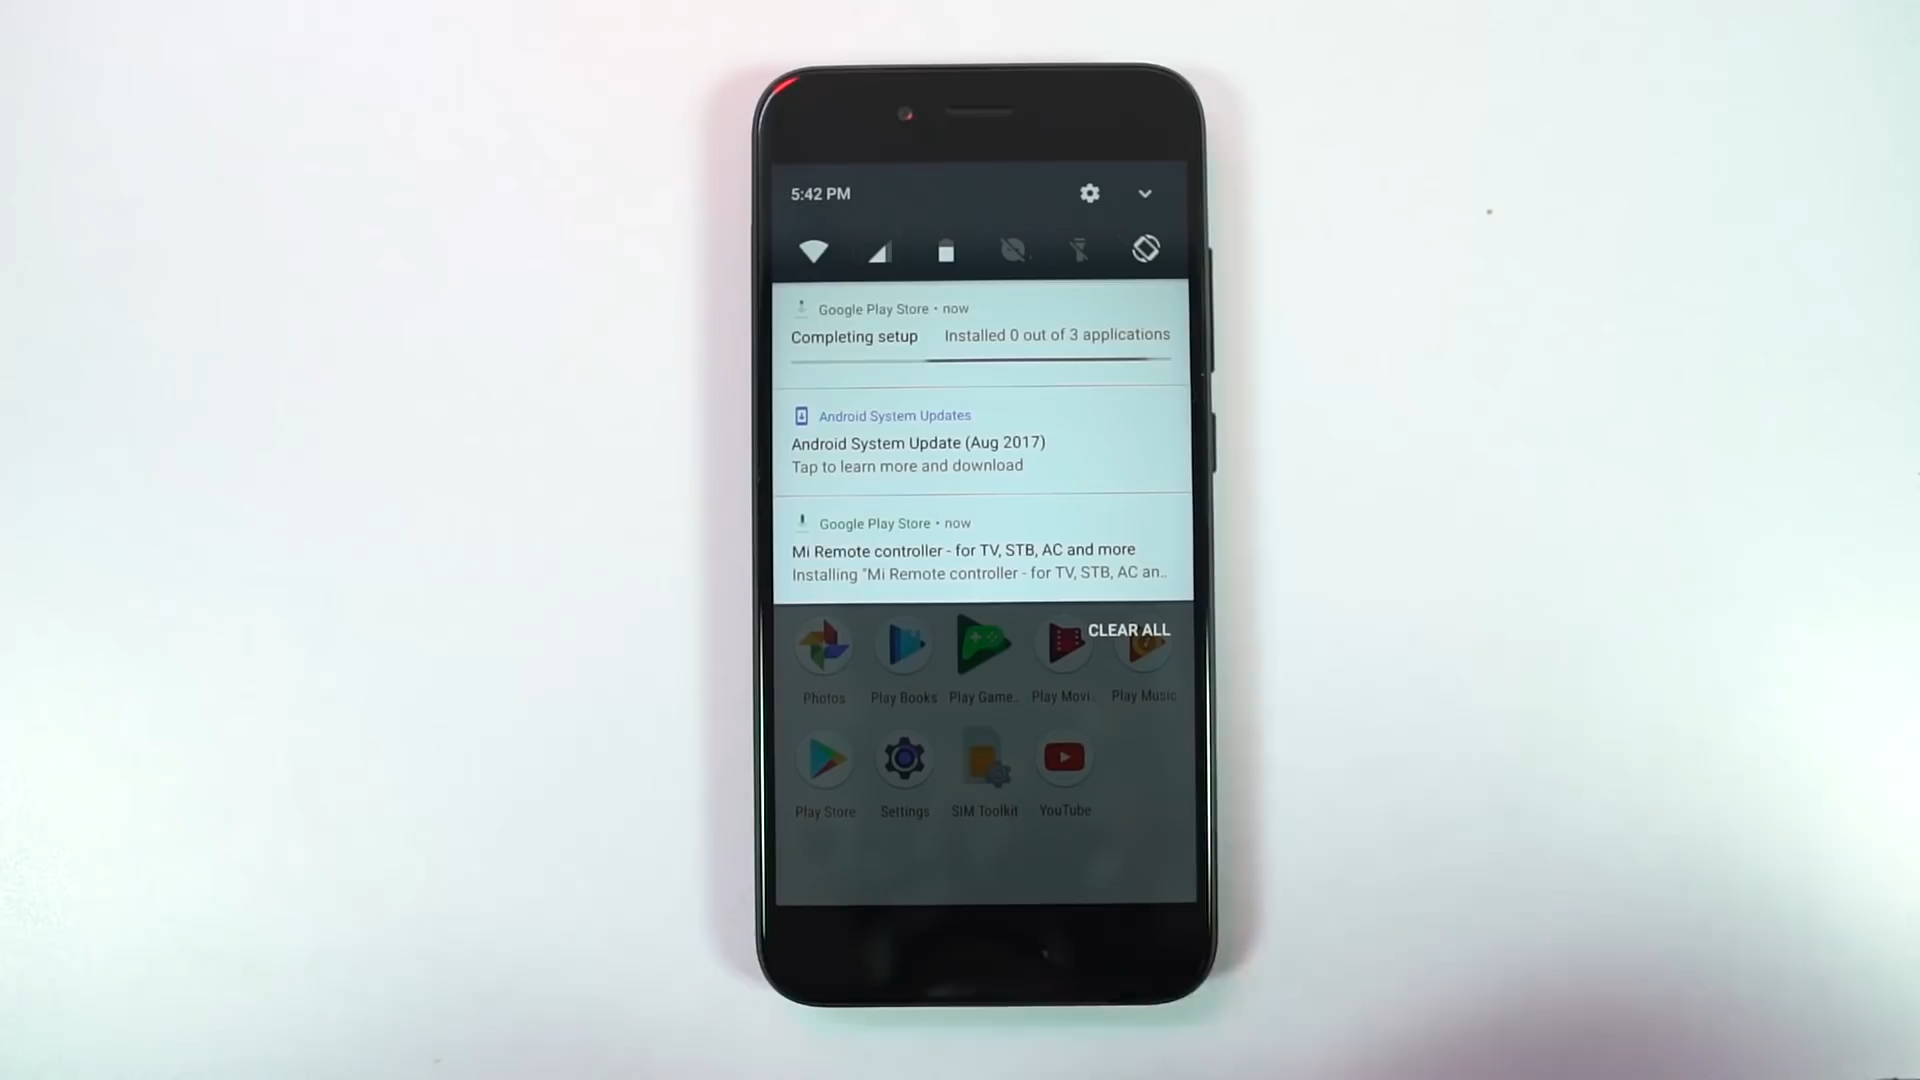 5:42 PM
Google Play Store • now
Completing setup Installed 0 out of 3 applications
Android System Updates
Android System Update (Aug 2017)
Tap to learn more and download
Google Play Store • now
Mi Remote controller - for TV, STB, AC and more
Installing "Mi Remote controller - for TV, STB, AC an..
CLEAR ALL
Photos Play Books Play Game.. Play Movi.. Play Music
Play Store Settings SIM Toolkit YouTube